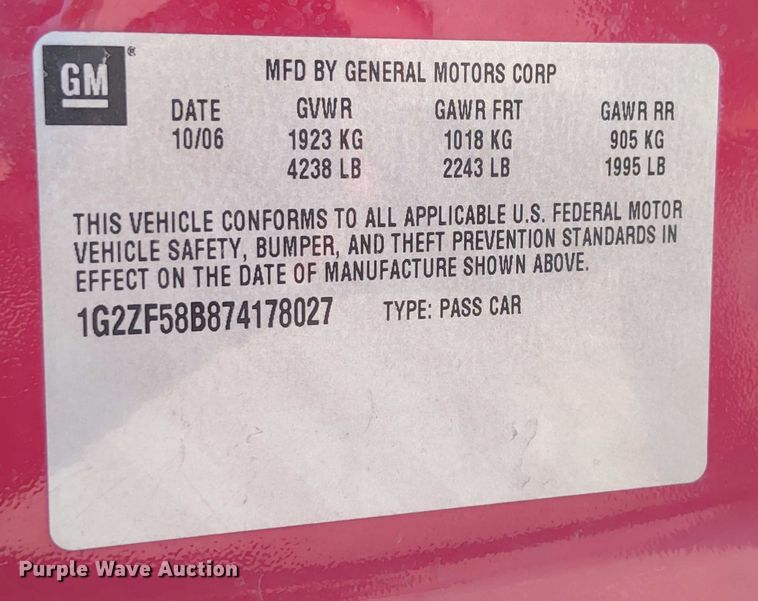 GM ®
MFD BY GENERAL MOTORS CORP
DATE GVWR GAWR FRT GAWR RR
10/06 1923 KG 1018 KG 905 KG
4238 LB 2243 LB 1995 LB
THIS VEHICLE CONFORMS TO ALL APPLICABLE U.S. FEDERAL MOTOR
VEHICLE SAFETY, BUMPER, AND THEFT PREVENTION STANDARDS IN
EFFECT ON THE DATE OF MANUFACTURE SHOWN ABOVE.
1G2ZF58B874178027 TYPE: PASS CAR
Purple Wave Auction